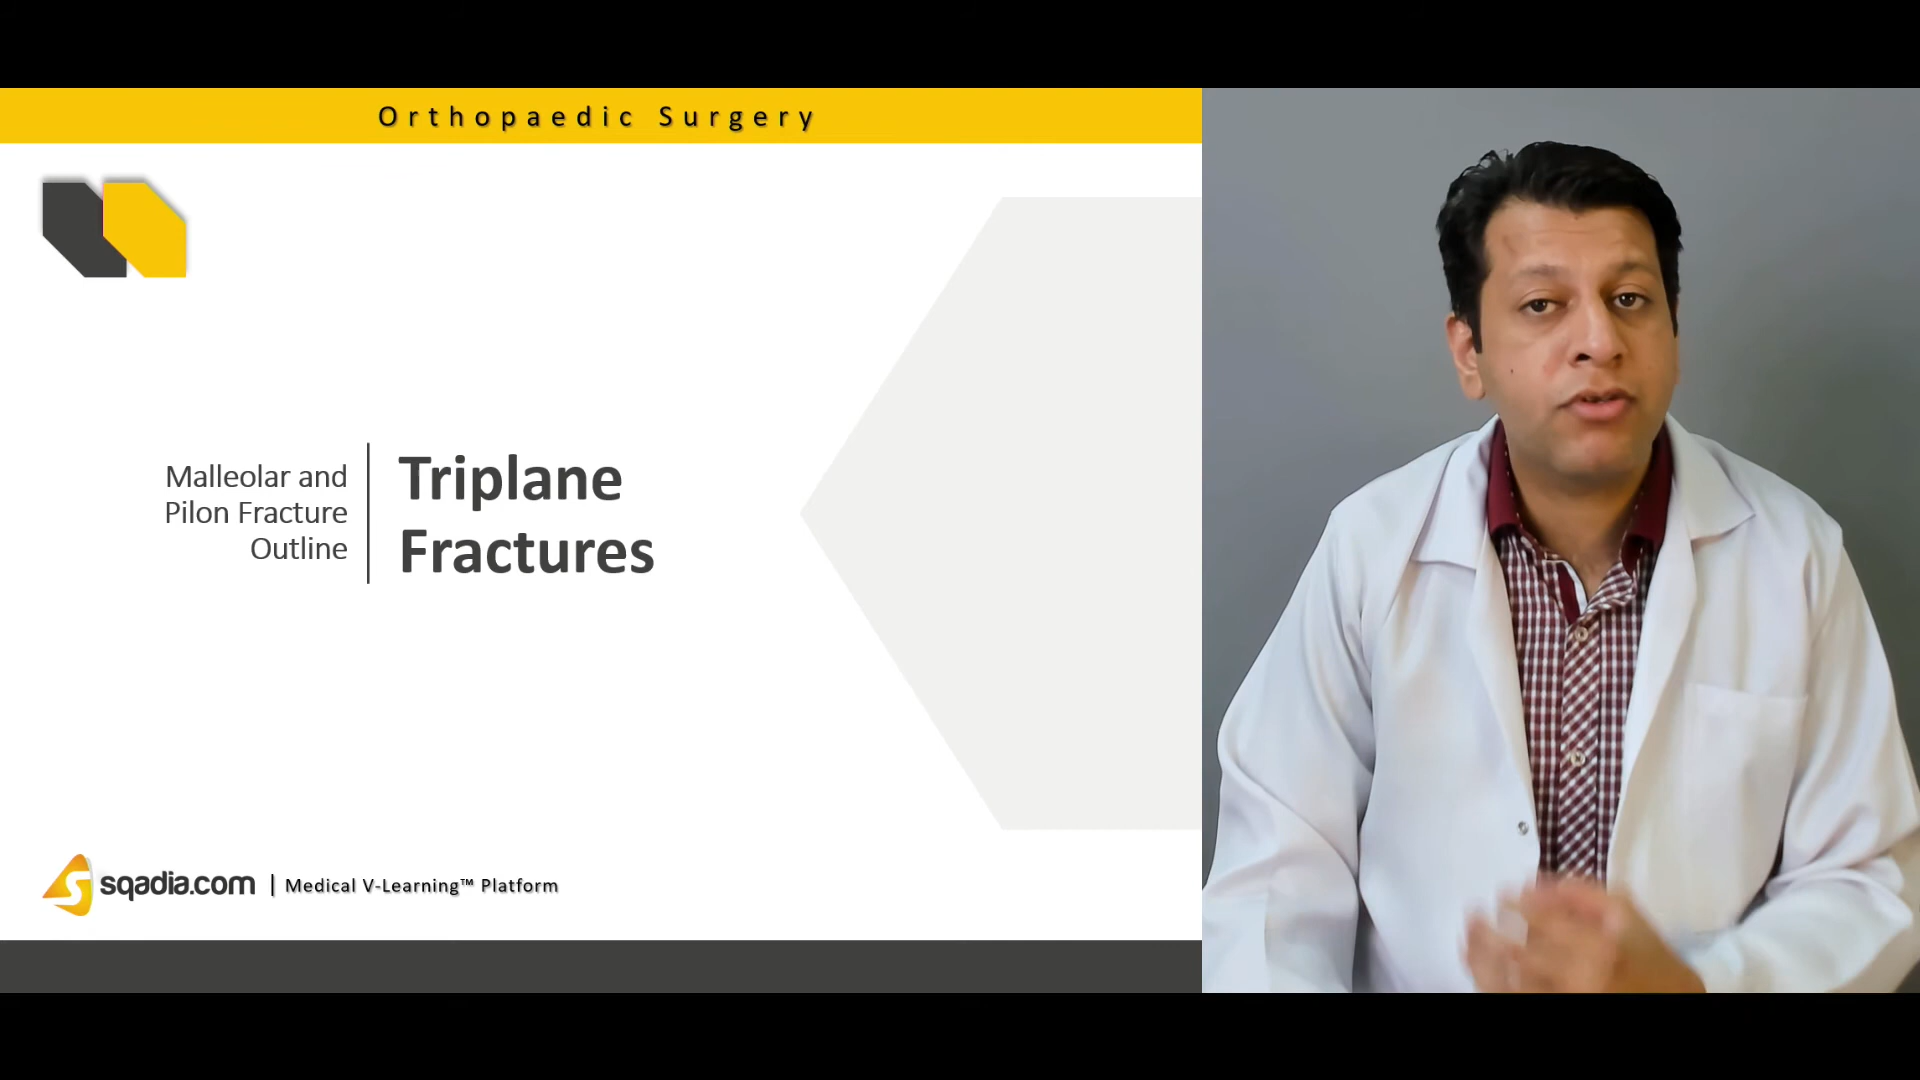 Orthopaedic Surgery
Malleolar and
Pilon Fracture
Outline
Triplane
Fractures
sqadia.com | Medical V-Learning™ Platform